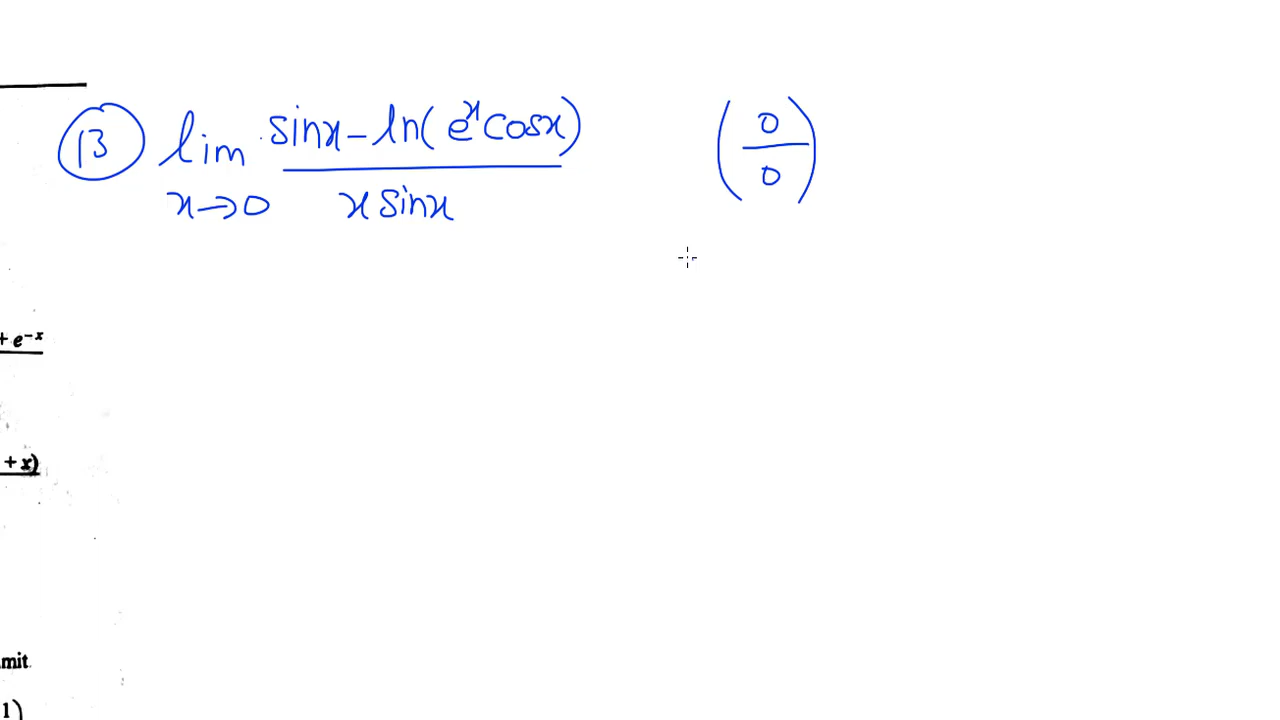 13 lim sinx - ln( eˣ cosx) ( 0
x→0 x sinx 0 )
+ e⁻ˣ
+ x)
mit.
1)